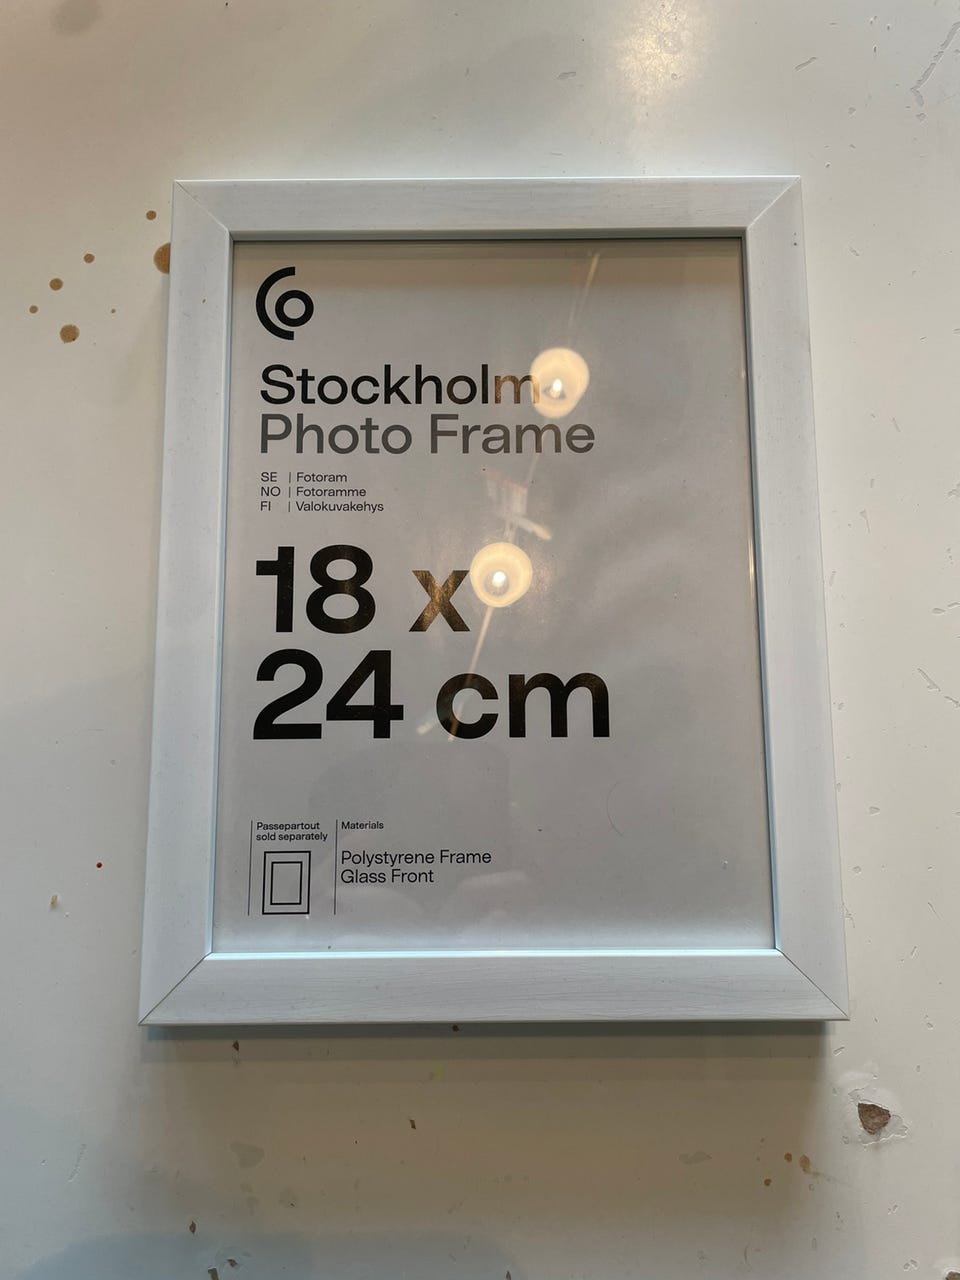 Stockholm
Photo Frame
SE | Fotoram
NO | Fotoramme
FI | Valokuvakehys
18 x
24 cm
Passepartout
sold separately
Materials
Polystyrene Frame
Glass Front